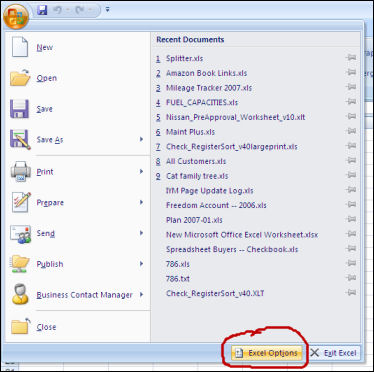 Recent Documents
New
Open
Save
Save As
Print
Prepare
Send
Publish
Business Contact Manager
Close
1 Splitter.xls
2 Amazon Book Links.xls
3 Mileage Tracker 2007.xls
4 FUEL_CAPACITIES.xls
5 Nissan_PreApproval_Worksheet_v10.xlt
6 Maint Plus.xls
7 Check_RegisterSort_v40largeprint.xls
8 All Customers.xls
9 Cat family tree.xls
IYM Page Update Log.xls
Freedom Account -- 2006.xls
Plan 2007-01.xls
New Microsoft Office Excel Worksheet.xlsx
Spreadsheet Buyers -- Checkbook.xls
786.xls
786.txt
Check_RegisterSort_v40.XLT
Excel Options
Exit Excel